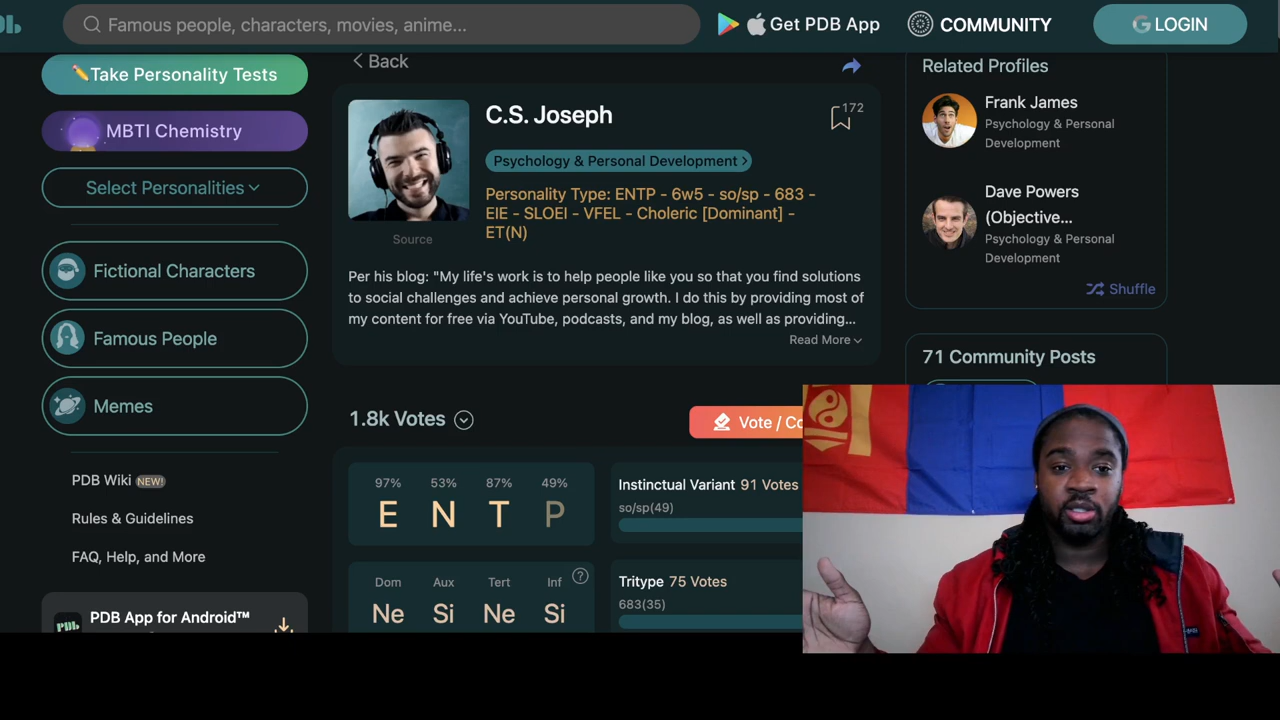 Famous people, characters, movies, anime...
Get PDB App
COMMUNITY
LOGIN
Take Personality Tests
MBTI Chemistry
Select Personalities
Fictional Characters
Famous People
Memes
PDB Wiki NEW!
Rules & Guidelines
FAQ, Help, and More
PDB App for Android™
Pdb
Back
C.S. Joseph
172
Psychology & Personal Development
Personality Type: ENTP - 6w5 - so/sp - 683 -
EIE - SLOEI - VFEL - Choleric [Dominant] -
ET(N)
Source
Per his blog: "My life's work is to help people like you so that you find solutions
to social challenges and achieve personal growth. I do this by providing most of
my content for free via YouTube, podcasts, and my blog, as well as providing...
Read More
1.8k Votes
Vote / Co
97% 53% 87% 49%
E N T P
Dom Aux Tert Inf ?
Ne Si Ne Si
Instinctual Variant 91 Votes
so/sp(49)
Tritype 75 Votes
683(35)
Related Profiles
Frank James
Psychology & Personal
Development
Dave Powers
(Objective...
Psychology & Personal
Development
Shuffle
71 Community Posts